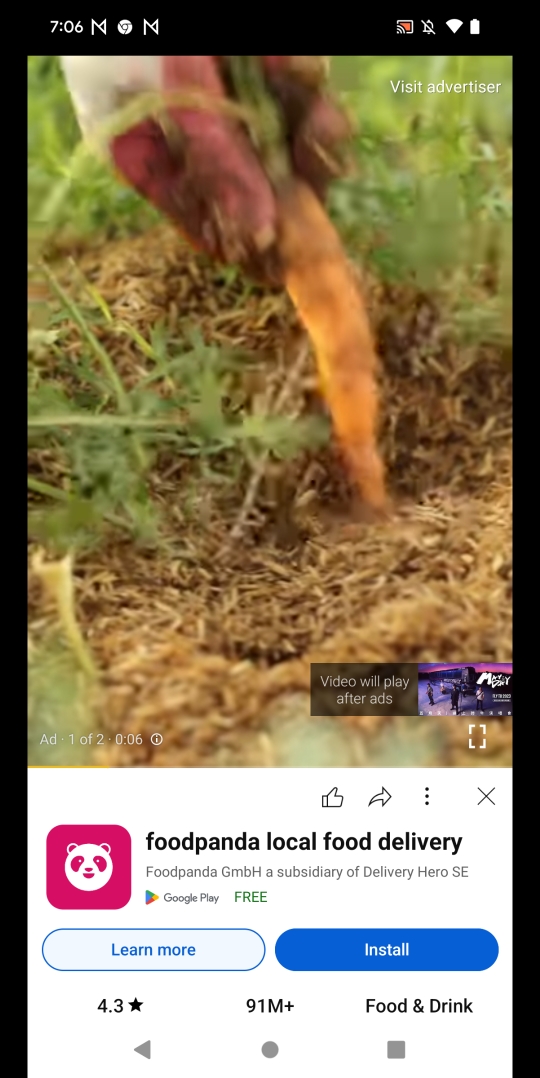 7:06
Visit advertiser
Video will play
after ads
Ad · 1 of 2 · 0:06
foodpanda local food delivery
Foodpanda GmbH a subsidiary of Delivery Hero SE
Google Play FREE
Learn more
Install
4.3★
91M+
Food & Drink